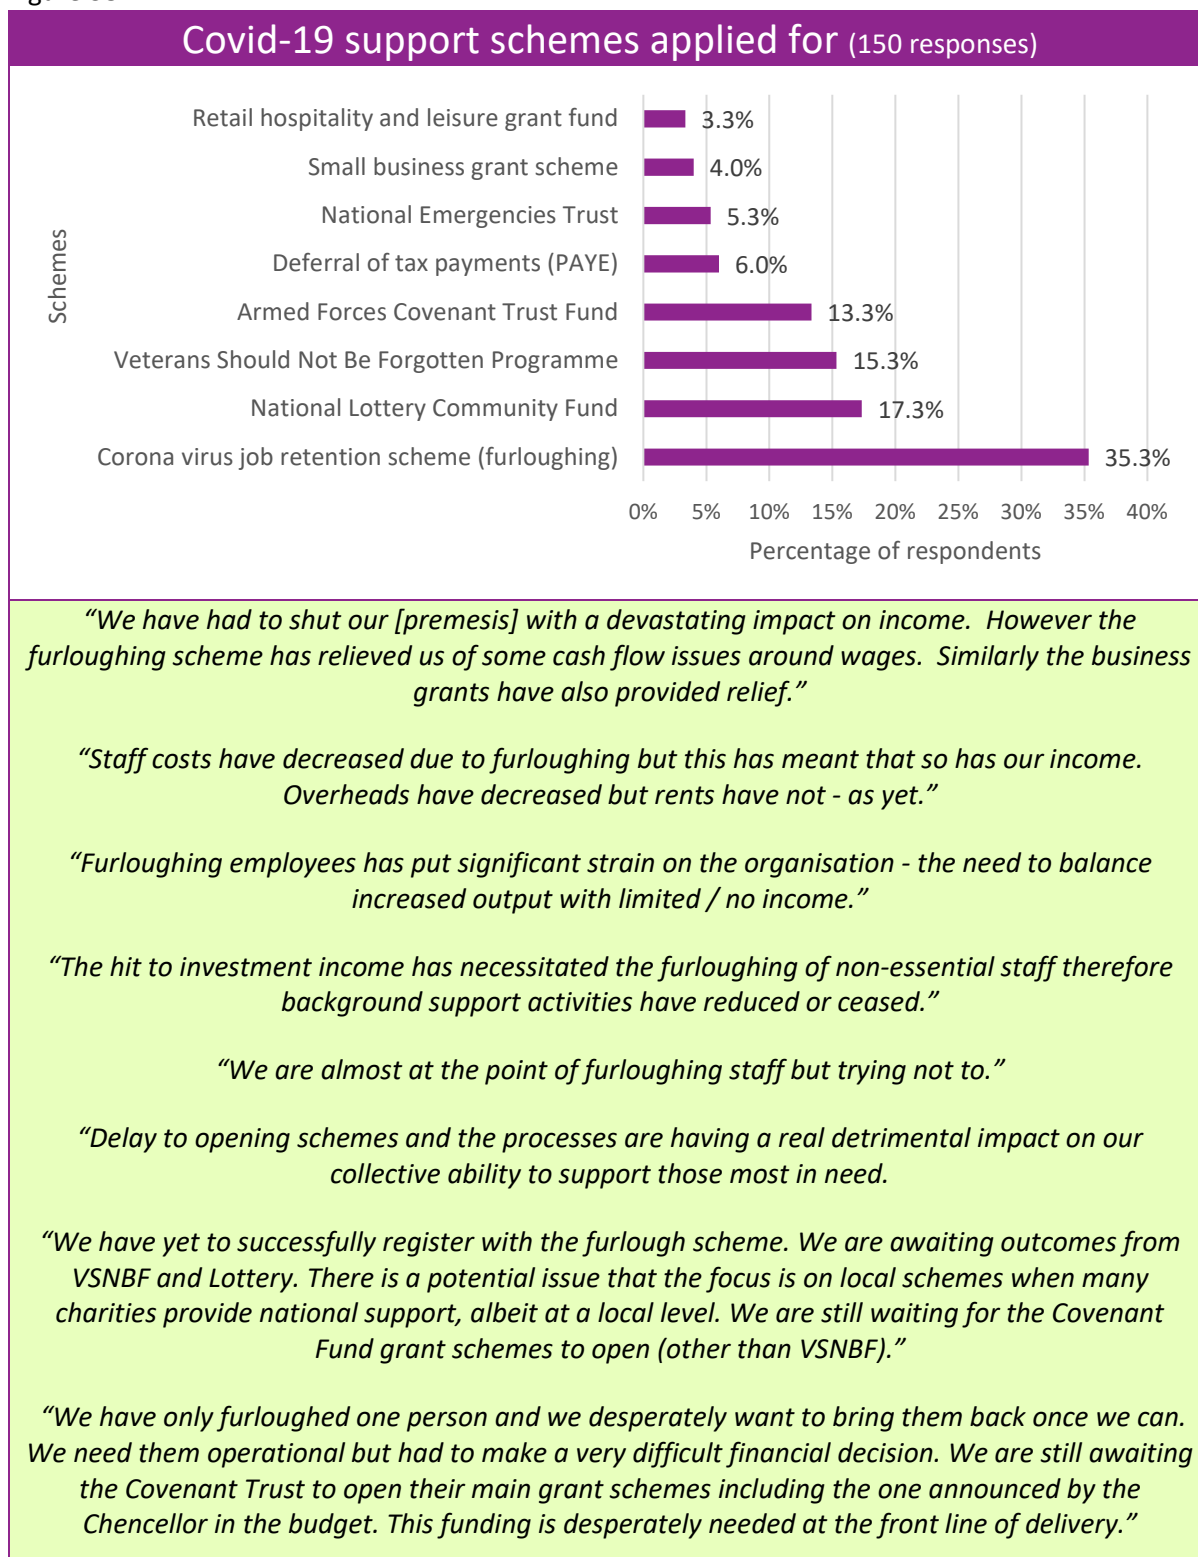 Covid-19 support schemes applied for (150 responses)
Schemes
Retail hospitality and leisure grant fund 3.3%
Small business grant scheme 4.0%
National Emergencies Trust 5.3%
Deferral of tax payments (PAYE) 6.0%
Armed Forces Covenant Trust Fund 13.3%
Veterans Should Not Be Forgotten Programme 15.3%
National Lottery Community Fund 17.3%
Corona virus job retention scheme (furloughing) 35.3%
0% 5% 10% 15% 20% 25% 30% 35% 40%
Percentage of respondents
“We have had to shut our [premesis] with a devastating impact on income. However the
furloughing scheme has relieved us of some cash flow issues around wages. Similarly the business
grants have also provided relief.”
“Staff costs have decreased due to furloughing but this has meant that so has our income.
Overheads have decreased but rents have not - as yet.”
“Furloughing employees has put significant strain on the organisation - the need to balance
increased output with limited / no income.”
“The hit to investment income has necessitated the furloughing of non-essential staff therefore
background support activities have reduced or ceased.”
“We are almost at the point of furloughing staff but trying not to.”
“Delay to opening schemes and the processes are having a real detrimental impact on our
collective ability to support those most in need.
“We have yet to successfully register with the furlough scheme. We are awaiting outcomes from
VSNBF and Lottery. There is a potential issue that the focus is on local schemes when many
charities provide national support, albeit at a local level. We are still waiting for the Covenant
Fund grant schemes to open (other than VSNBF).”
“We have only furloughed one person and we desperately want to bring them back once we can.
We need them operational but had to make a very difficult financial decision. We are still awaiting
the Covenant Trust to open their main grant schemes including the one announced by the
Chencellor in the budget. This funding is desperately needed at the front line of delivery.”